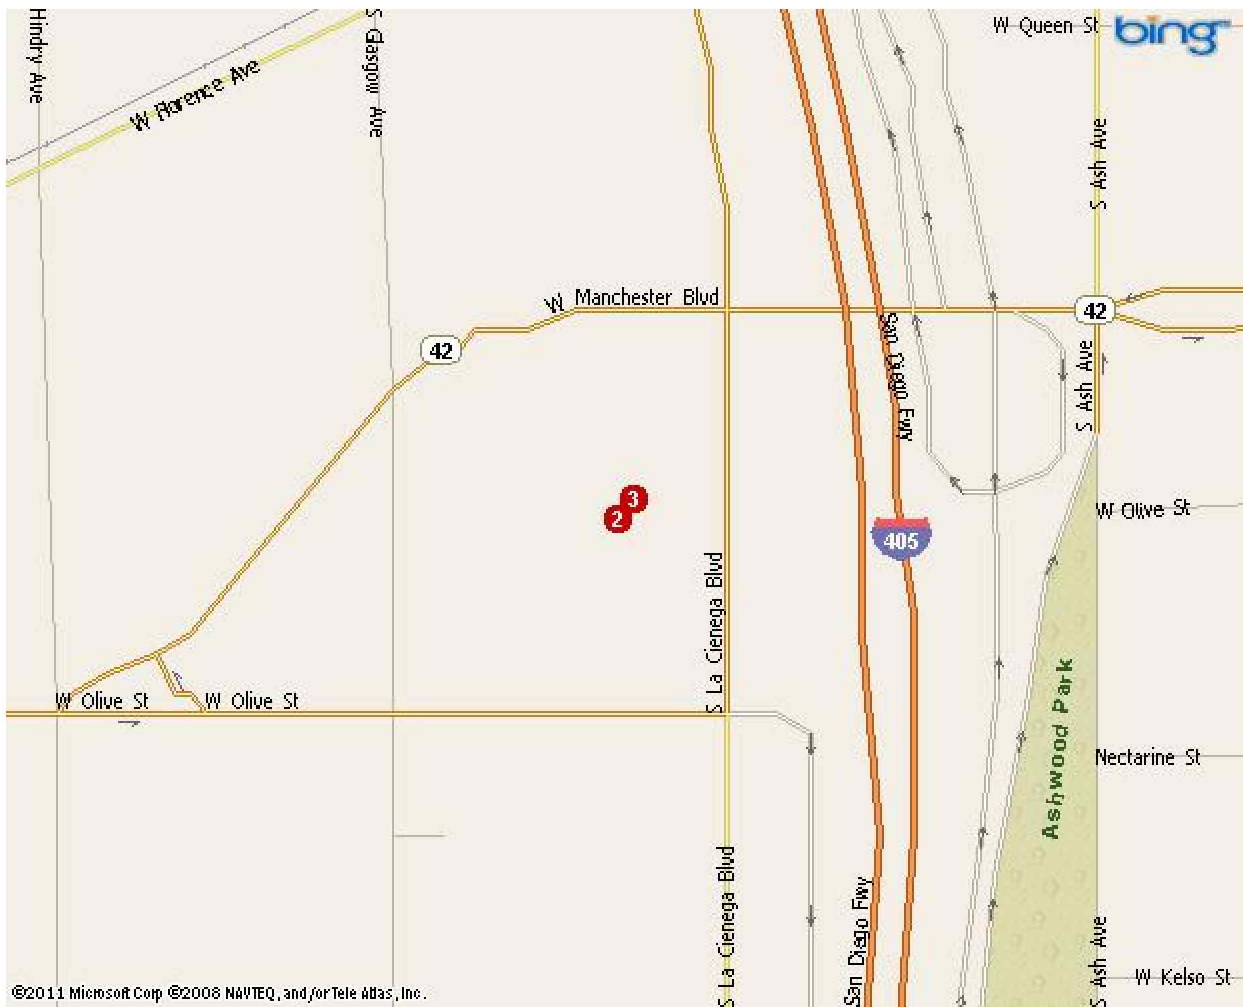 Hindry Ave
W Florence Ave
S Glasgow Ave
W Queen St
bing
S Ash Ave
W Manchester Blvd
42
42
San Diego Fwy
S Ash Ave
3
2
W Olive St
405
S La Cienega Blvd
W Olive St
W Olive St
Ashwood Park
Nectarine St
S La Cienega Blvd
San Diego Fwy
S Ash Ave
W Kelso St
©2011 Microsoft Corp ©2008 NAVTEQ, and/or Tele Atlas, Inc.